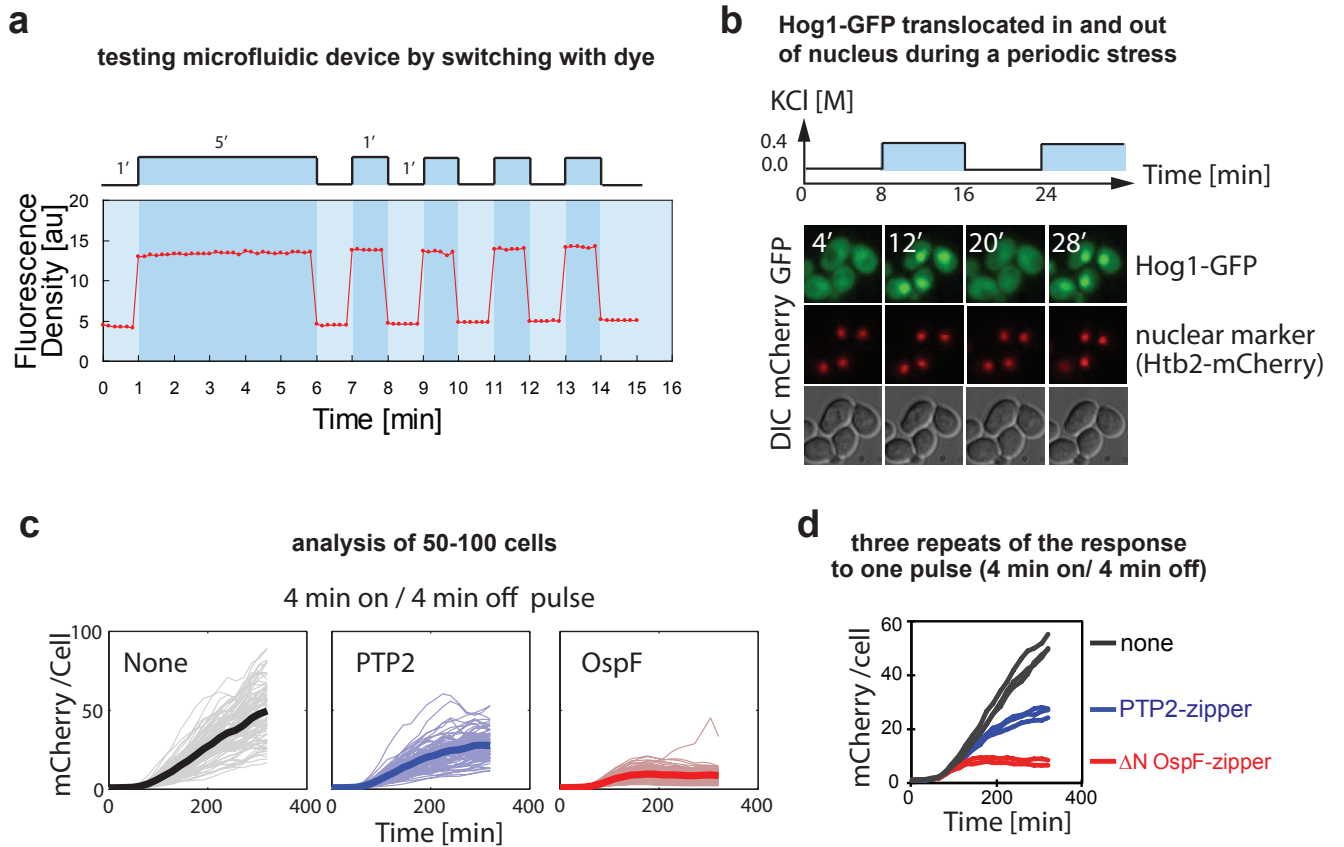 a
testing microfluidic device by switching with dye
1’
5’
1’
1’
Fluorescence
Density [au]
20
15
10
5
0
0 1 2 3 4 5 6 7 8 9 10 11 12 13 14 15 16
Time [min]
b
Hog1-GFP translocated in and out
of nucleus during a periodic stress
KCl [M]
0.4
0.0
0 8 16 24
Time [min]
4’ 12’ 20’ 28’
DIC mCherry GFP
Hog1-GFP
nuclear marker
(Htb2-mCherry)
c
analysis of 50-100 cells
4 min on / 4 min off pulse
mCherry /Cell
100
50
0
None
PTP2
OspF
0 200 400
0 200 400
0 200 400
Time [min]
d
three repeats of the response
to one pulse (4 min on/ 4 min off)
mCherry /cell
60
40
20
0
0 200 400
Time [min]
none
PTP2-zipper
ΔN OspF-zipper